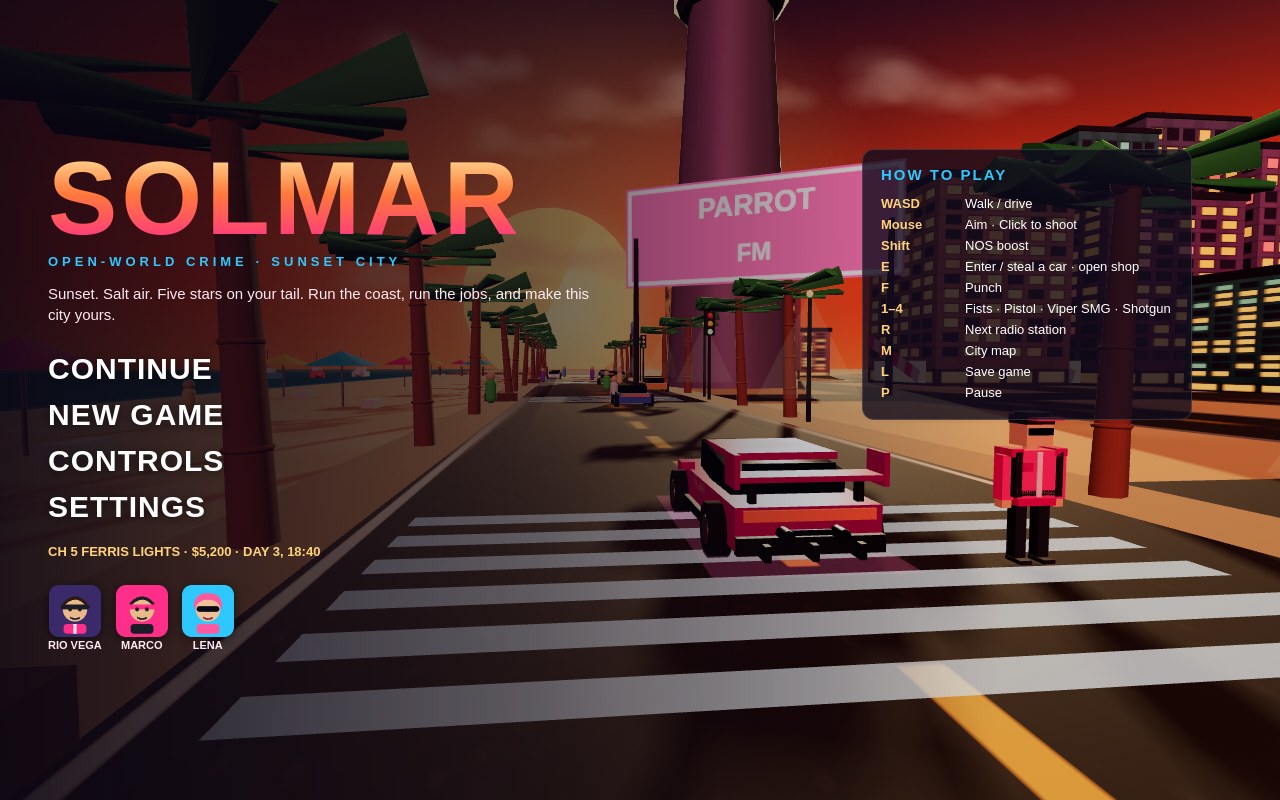 SOLMAR
OPEN-WORLD CRIME · SUNSET CITY
Sunset. Salt air. Five stars on your tail. Run the coast, run the jobs, and make this
city yours.
CONTINUE
NEW GAME
CONTROLS
SETTINGS
CH 5 FERRIS LIGHTS · $5,200 · DAY 3, 18:40
RIO VEGA MARCO LENA
PARROT
FM
HOW TO PLAY
WASD Walk / drive
Mouse Aim · Click to shoot
Shift NOS boost
E Enter / steal a car · open shop
F Punch
1–4 Fists · Pistol · Viper SMG · Shotgun
R Next radio station
M City map
L Save game
P Pause